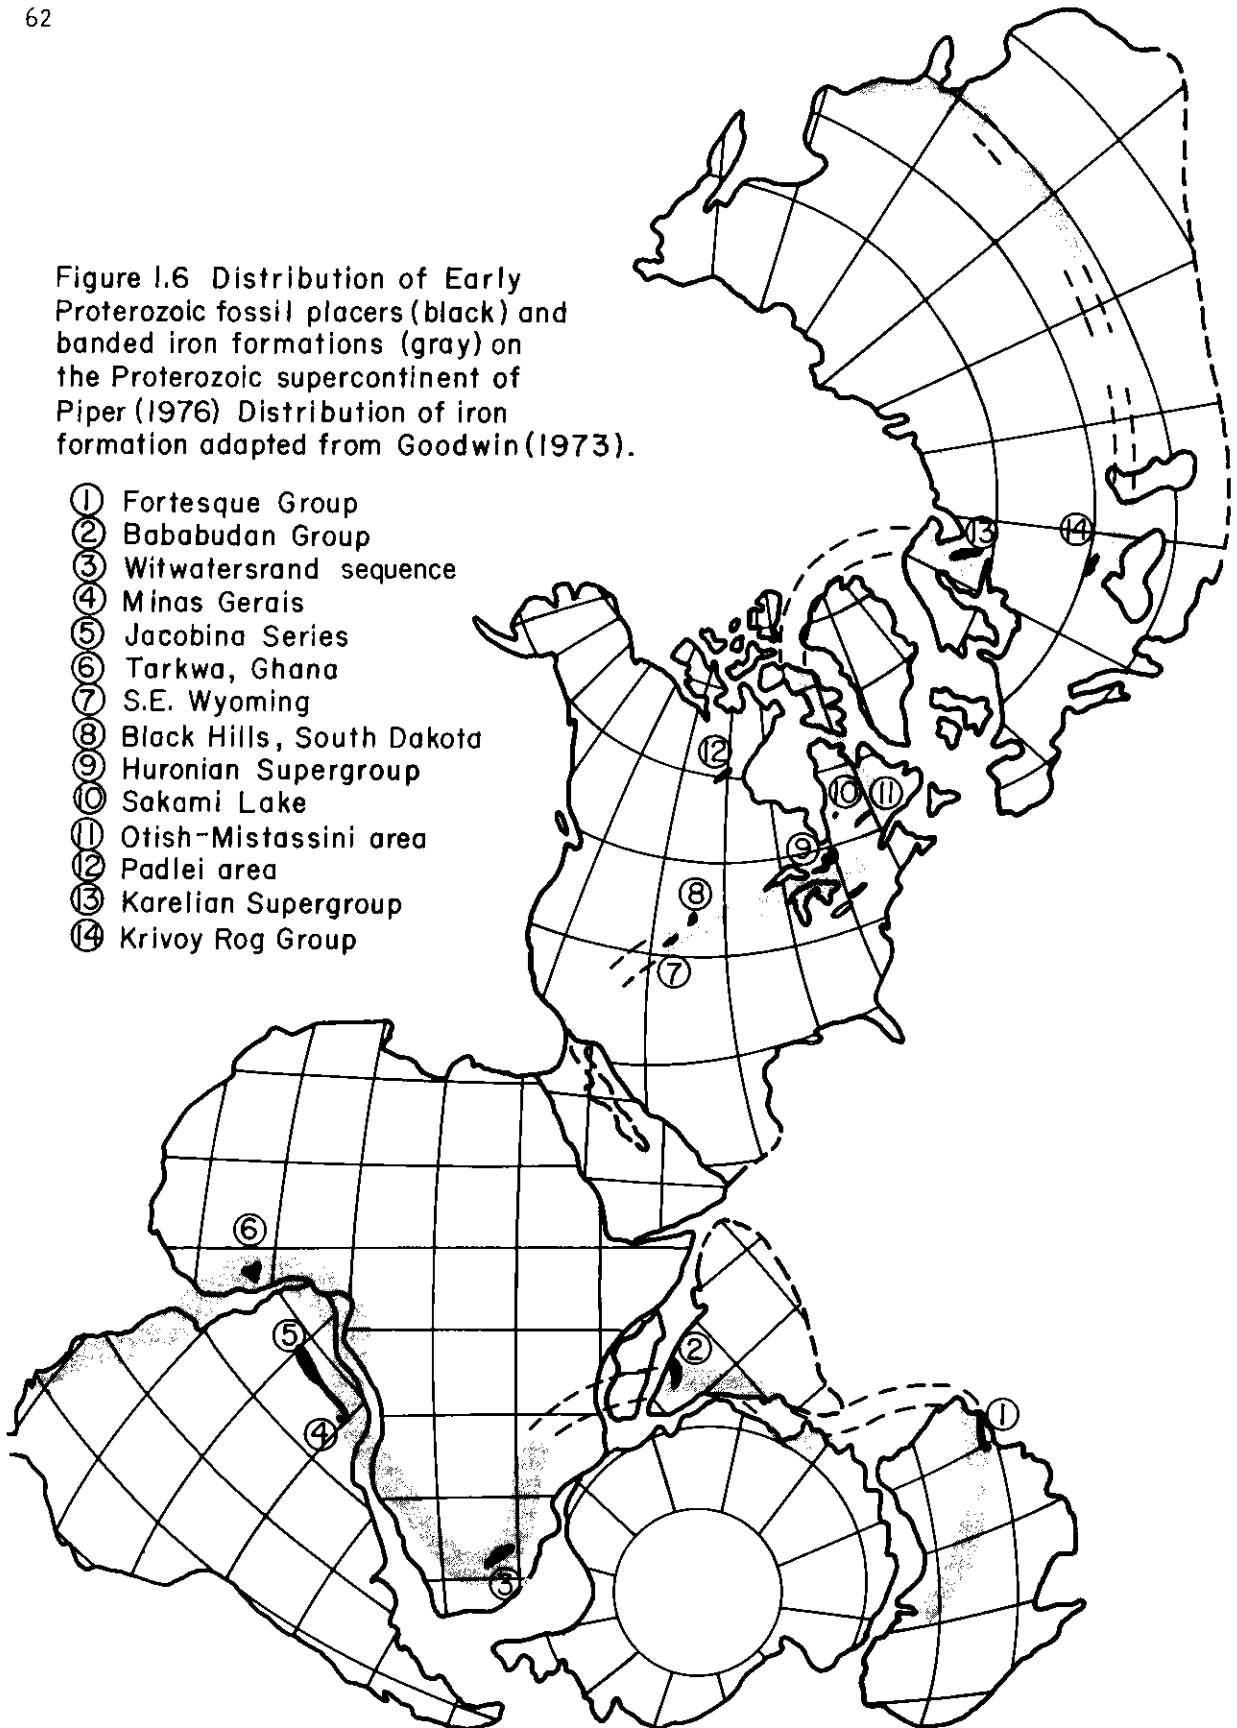 62
Figure 1.6 Distribution of Early
Proterozoic fossil placers (black) and
banded iron formations (gray) on
the Proterozoic supercontinent of
Piper (1976) Distribution of iron
formation adapted from Goodwin (1973).
① Fortesque Group
② Bababudan Group
③ Witwatersrand sequence
④ Minas Gerais
⑤ Jacobina Series
⑥ Tarkwa, Ghana
⑦ S.E. Wyoming
⑧ Black Hills, South Dakota
⑨ Huronian Supergroup
⑩ Sakami Lake
⑪ Otish-Mistassini area
⑫ Padlei area
⑬ Karelian Supergroup
⑭ Krivoy Rog Group
⑬
⑭
⑫
⑩
⑪
⑨
⑧
⑦
⑥
⑤
②
④
①
③